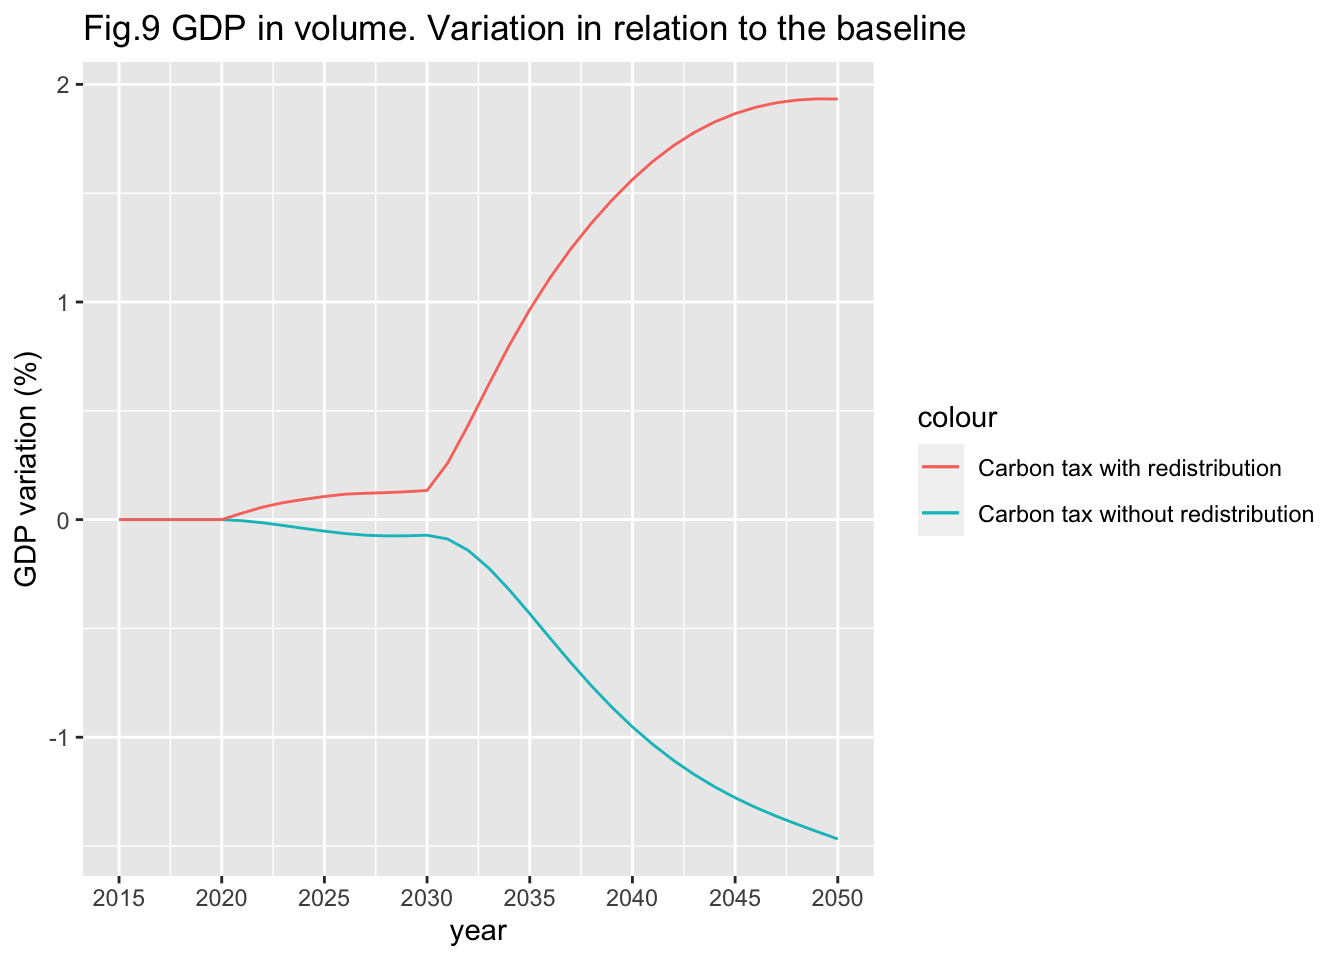 Fig.9 GDP in volume. Variation in relation to the baseline
2
1
0
-1
GDP variation (%)
2015 2020 2025 2030 2035 2040 2045 2050
year
colour
Carbon tax with redistribution
Carbon tax without redistribution